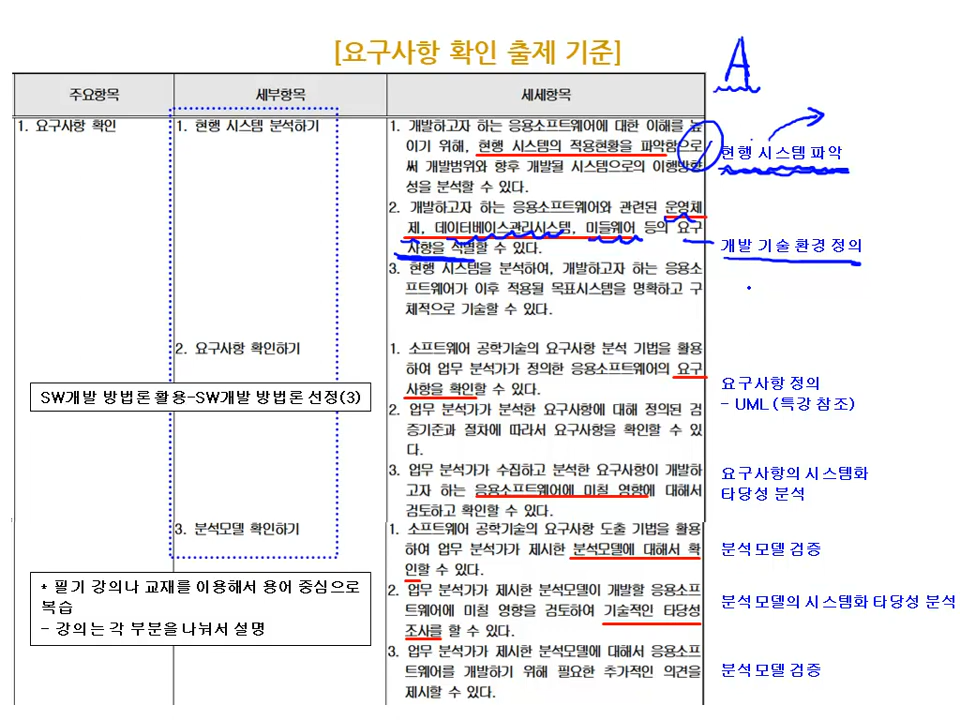 [요구사항 확인 출제 기준]
A
주요항목
세부항목
세세항목
1. 요구사항 확인
1. 현행 시스템 분석하기
1. 개발하고자 하는 응용소프트웨어에 대한 이해를 높
이기 위해, 현행 시스템의 적용현황을 파악함으로
써 개발범위와 향후 개발될 시스템으로의 이행방향
성을 분석할 수 있다.
현행 시스템 파악
2. 개발하고자 하는 응용소프트웨어와 관련된 운영체
제, 데이터베이스관리시스템, 미들웨어 등의 요구
사항을 식별할 수 있다.
개발 기술 환경 정의
3. 현행 시스템을 분석하여, 개발하고자 하는 응용소
프트웨어가 이후 적용될 목표시스템을 명확하고 구
체적으로 기술할 수 있다.
2. 요구사항 확인하기
1. 소프트웨어 공학기술의 요구사항 분석 기법을 활용
하여 업무 분석가가 정의한 응용소프트웨어의 요구
사항을 확인할 수 있다.
요구사항 정의
- UML (특강 참조)
SW개발 방법론 활용-SW개발 방법론 선정(3)
2. 업무 분석가가 분석한 요구사항에 대해 정의된 검
증기준과 절차에 따라서 요구사항을 확인할 수 있
다.
3. 업무 분석가가 수집하고 분석한 요구사항이 개발하
고자 하는 응용소프트웨어에 미칠 영향에 대해서
검토하고 확인할 수 있다.
요구사항의 시스템화
타당성 분석
3. 분석모델 확인하기
1. 소프트웨어 공학기술의 요구사항 도출 기법을 활용
하여 업무 분석가가 제시한 분석모델에 대해서 확
인할 수 있다.
분석모델 검증
* 필기 강의나 교재를 이용해서 용어 중심으로
복습
- 강의는 각 부분을 나눠서 설명
2. 업무 분석가가 제시한 분석모델이 개발할 응용소프
트웨어에 미칠 영향을 검토하여 기술적인 타당성
조사를 할 수 있다.
분석모델의 시스템화 타당성 분석
3. 업무 분석가가 제시한 분석모델에 대해서 응용소프
트웨어를 개발하기 위해 필요한 추가적인 의견을
제시할 수 있다.
분석모델 검증